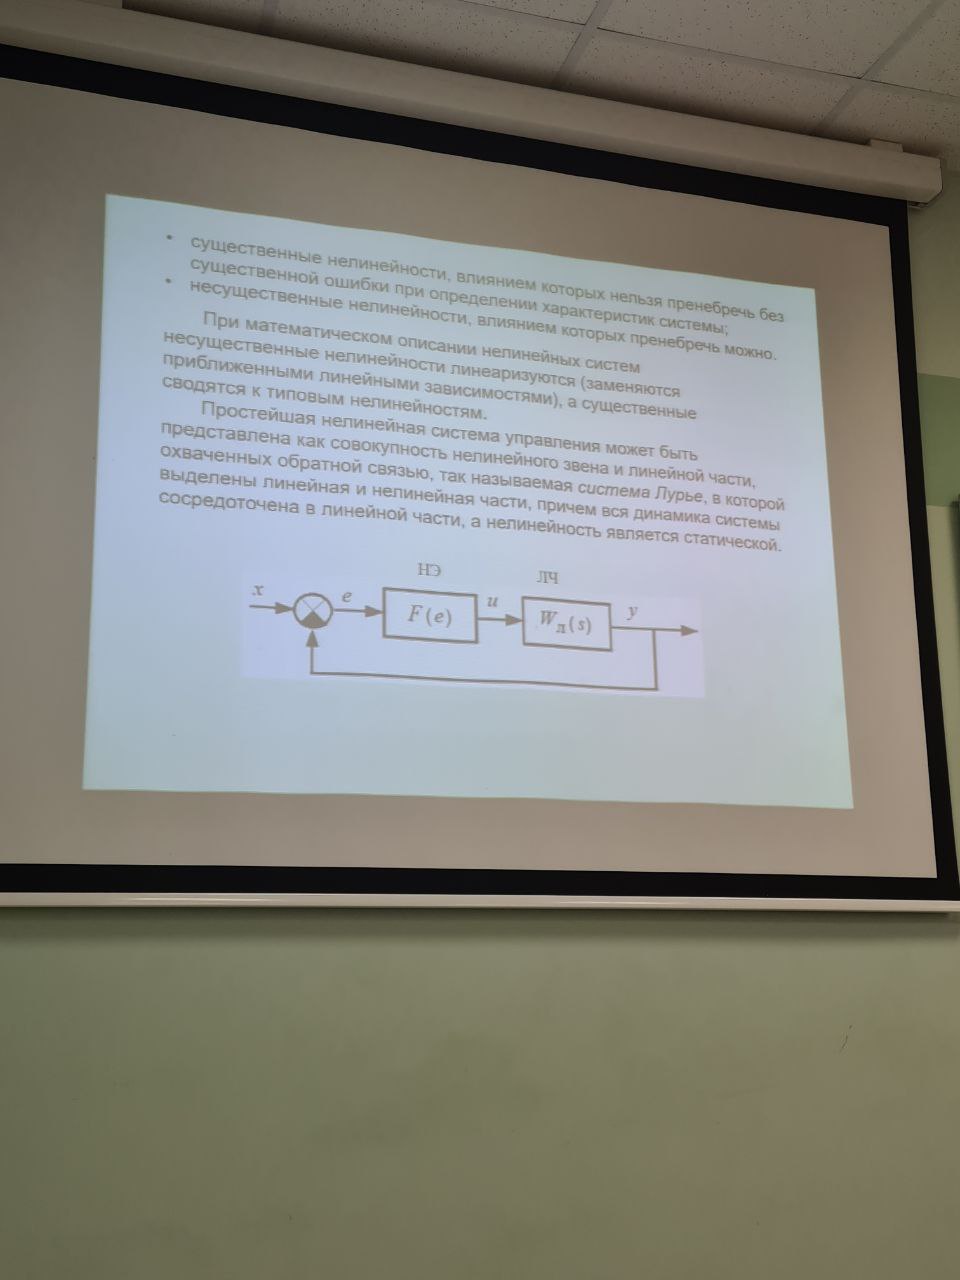 • существенные нелинейности, влиянием которых нельзя пренебречь без
существенной ошибки при определении характеристик системы;
• несущественные нелинейности, влиянием которых пренебречь можно.
При математическом описании нелинейных систем
несущественные нелинейности линеаризуются (заменяются
приближенными линейными зависимостями), а существенные
сводятся к типовым нелинейностям.
Простейшая нелинейная система управления может быть
представлена как совокупность нелинейного звена и линейной части,
охваченных обратной связью, так называемая система Лурье, в которой
выделены линейная и нелинейная части, причем вся динамика системы
сосредоточена в линейной части, а нелинейность является статической.
НЭ ЛЧ
x e F(e) u Wл(s) y